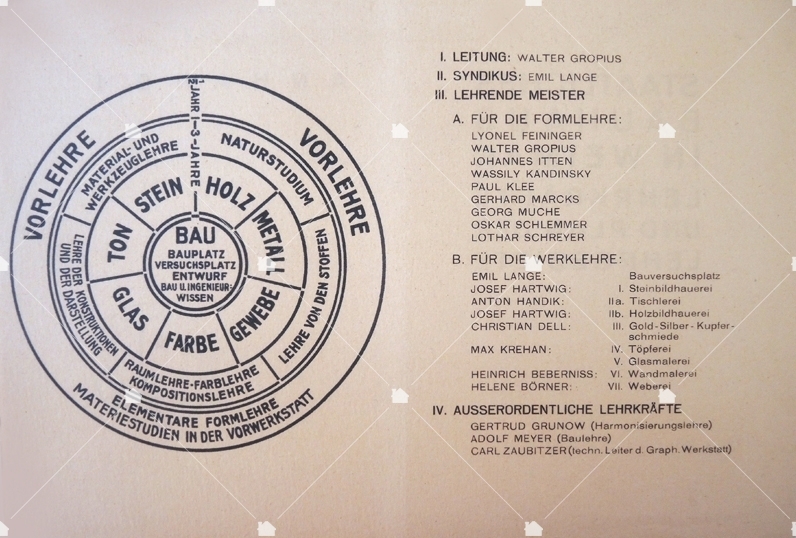 VORLEHRE
VORLEHRE
1/2 JAHR
3-JAHRE
MATERIAL- UND
WERKZEUGLEHRE
NATURSTUDIUM
LEHRE VON DEN STOFFEN
RAUMLEHRE-FARBLEHRE
KOMPOSITIONSLEHRE
LEHRE DER KONSTRUKTIONEN
UND DER DARSTELLUNG
STEIN
HOLZ
METALL
GEWEBE
FARBE
GLAS
TON
BAU
BAUPLATZ
VERSUCHSPLATZ
ENTWURF
BAU U. INGENIEUR-
WISSEN
ELEMENTARE FORMLEHRE
MATERIESTUDIEN IN DER VORWERKSTATT
I. LEITUNG: WALTER GROPIUS
II. SYNDIKUS: EMIL LANGE
III. LEHRENDE MEISTER
A. FÜR DIE FORMLEHRE:
LYONEL FEININGER
WALTER GROPIUS
JOHANNES ITTEN
WASSILY KANDINSKY
PAUL KLEE
GERHARD MARCKS
GEORG MUCHE
OSKAR SCHLEMMER
LOTHAR SCHREYER
B. FÜR DIE WERKLEHRE:
EMIL LANGE: Bauversuchsplatz
JOSEF HARTWIG: I. Steinbildhauerei
ANTON HANDIK: IIa. Tischlerei
JOSEF HARTWIG: IIb. Holzbildhauerei
CHRISTIAN DELL: III. Gold-Silber-Kupfer-
schmiede
MAX KREHAN: IV. Töpferei
V. Glasmalerei
HEINRICH BEBERNISS: VI. Wandmalerei
HELENE BÖRNER: VII. Weberei
IV. AUSSERORDENTLICHE LEHRKRÄFTE
GERTRUD GRUNOW (Harmonisierungslehre)
ADOLF MEYER (Baulehre)
CARL ZAUBITZER (techn. Leiter d. Graph. Werkstatt)